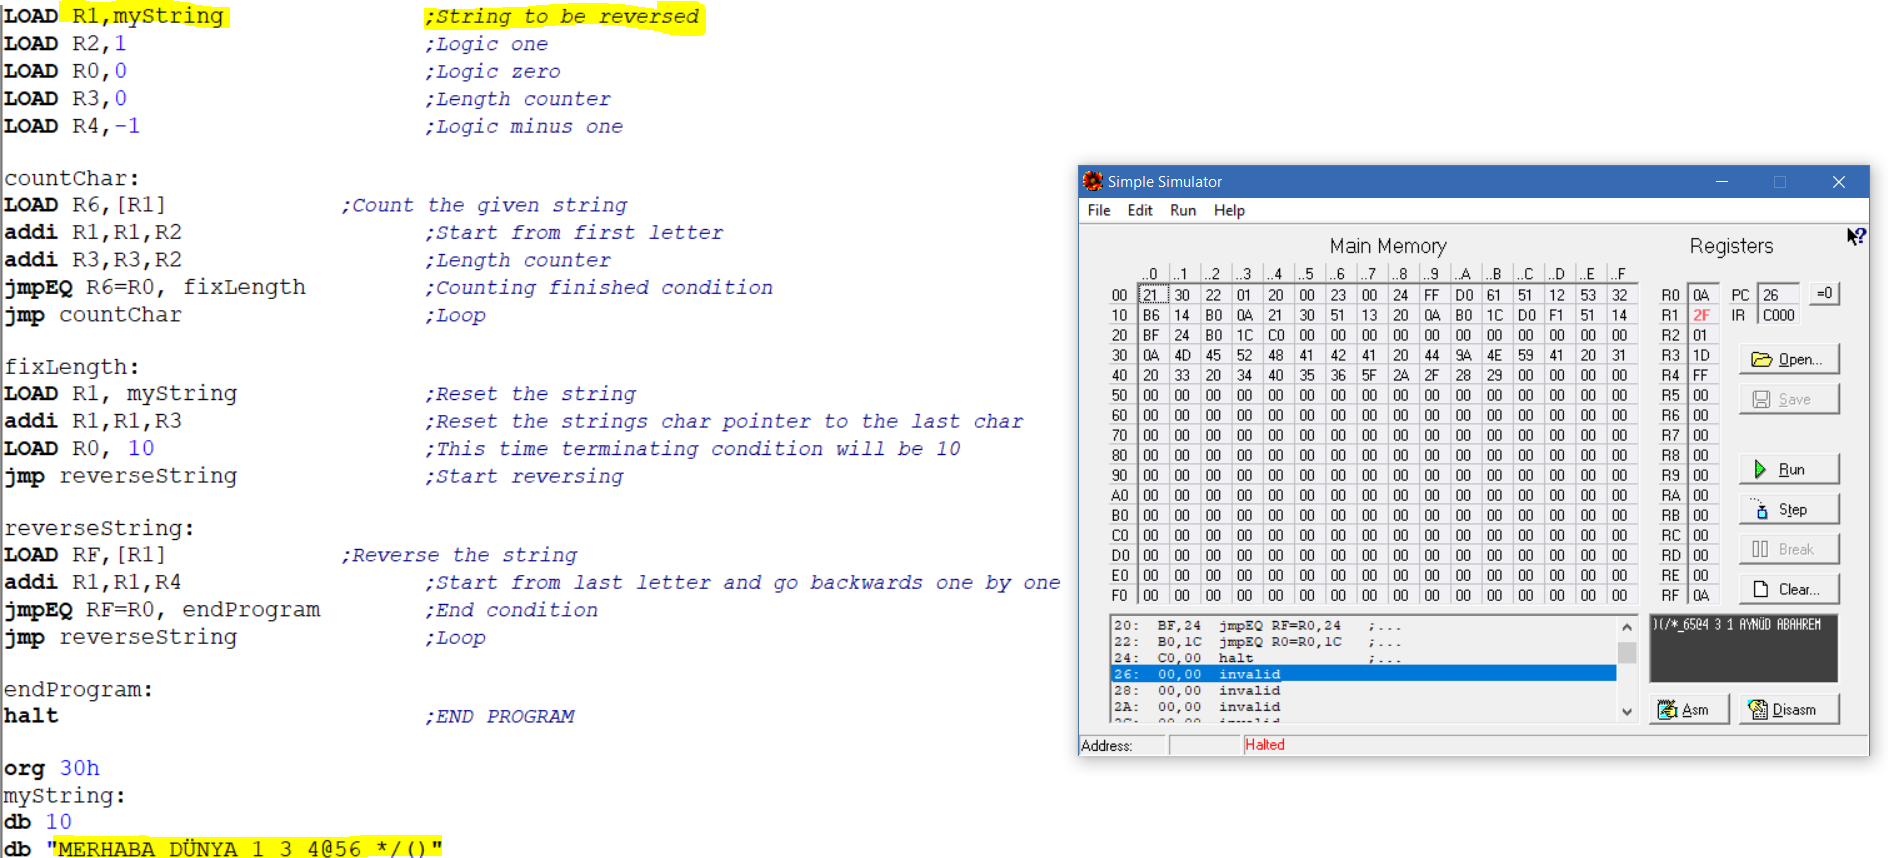 LOAD R1,myString ;String to be reversed
LOAD R2,1 ;Logic one
LOAD R0,0 ;Logic zero
LOAD R3,0 ;Length counter
LOAD R4,-1 ;Logic minus one
countChar:
LOAD R6,[R1] ;Count the given string
addi R1,R1,R2 ;Start from first letter
addi R3,R3,R2 ;Length counter
jmpEQ R6=R0, fixLength ;Counting finished condition
jmp countChar ;Loop
fixLength:
LOAD R1, myString ;Reset the string
addi R1,R1,R3 ;Reset the strings char pointer to the last char
LOAD R0, 10 ;This time terminating condition will be 10
jmp reverseString ;Start reversing
reverseString:
LOAD RF,[R1] ;Reverse the string
addi R1,R1,R4 ;Start from last letter and go backwards one by one
jmpEQ RF=R0, endProgram ;End condition
jmp reverseString ;Loop
endProgram:
halt ;END PROGRAM
org 30h
myString:
db 10
db "MERHABA DÜNYA 1 3 4@56_*/()"
Simple Simulator
File Edit Run Help
Main Memory
..0 ..1 ..2 ..3 ..4 ..5 ..6 ..7 ..8 ..9 ..A ..B ..C ..D ..E ..F
00 21 30 22 01 20 00 23 00 24 FF D0 61 51 12 53 32
10 B6 14 B0 0A 21 30 51 13 20 0A B0 1C D0 F1 51 14
20 BF 24 B0 1C C0 00 00 00 00 00 00 00 00 00 00 00
30 0A 4D 45 52 48 41 42 41 20 44 9A 4E 59 41 20 31
40 20 33 20 34 40 35 36 5F 2A 2F 28 29 00 00 00 00
50 00 00 00 00 00 00 00 00 00 00 00 00 00 00 00 00
60 00 00 00 00 00 00 00 00 00 00 00 00 00 00 00 00
70 00 00 00 00 00 00 00 00 00 00 00 00 00 00 00 00
80 00 00 00 00 00 00 00 00 00 00 00 00 00 00 00 00
90 00 00 00 00 00 00 00 00 00 00 00 00 00 00 00 00
A0 00 00 00 00 00 00 00 00 00 00 00 00 00 00 00 00
B0 00 00 00 00 00 00 00 00 00 00 00 00 00 00 00 00
C0 00 00 00 00 00 00 00 00 00 00 00 00 00 00 00 00
D0 00 00 00 00 00 00 00 00 00 00 00 00 00 00 00 00
E0 00 00 00 00 00 00 00 00 00 00 00 00 00 00 00 00
F0 00 00 00 00 00 00 00 00 00 00 00 00 00 00 00 00
Registers
R0 0A
R1 2F
R2 01
R3 1D
R4 FF
R5 00
R6 00
R7 00
R8 00
R9 00
RA 00
RB 00
RC 00
RD 00
RE 00
RF 0A
PC 26 =0
IR C000
?
Open...
Save
Run
Step
Break
Clear...
20: BF,24 jmpEQ RF=R0,24 ;...
22: B0,1C jmpEQ R0=R0,1C ;...
24: C0,00 halt ;...
26: 00,00 invalid
28: 00,00 invalid
2A: 00,00 invalid
2C: 00,00 invalid
)(/*_65@4 3 1 AYNÜD ABAHREM
Asm
Disasm
Address:
Halted